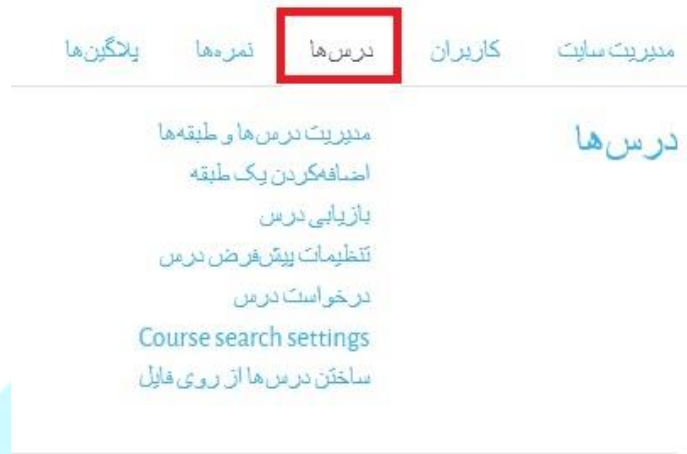 مدیریت سایت کاربران درس‌ها نمره‌ها پلاگین‌ها
درس‌ها
مدیریت درس‌ها و طبقه‌ها
اضافه‌کردن یک طبقه
بازیابی درس
تنظیمات پیش‌فرض درس
درخواست درس
Course search settings
ساختن درس‌ها از روی فایل